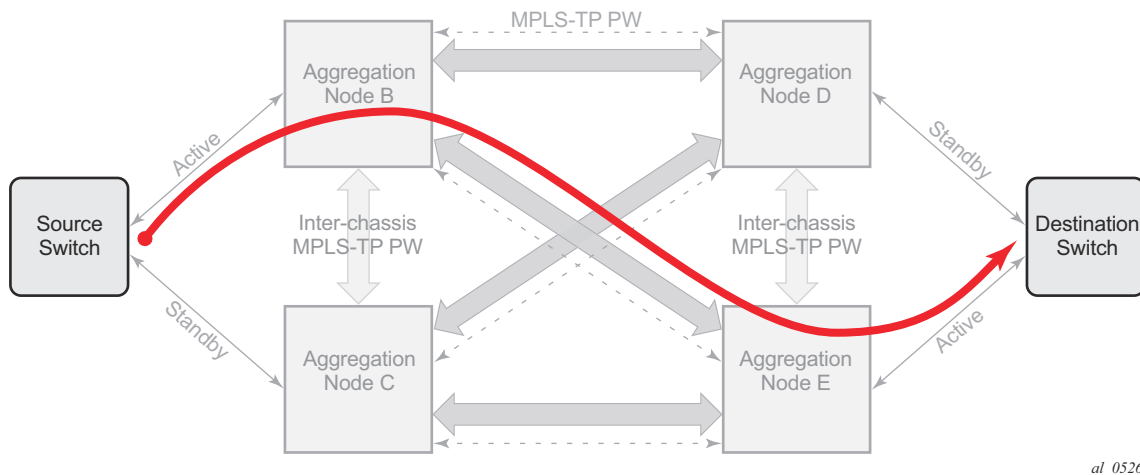 MPLS-TP PW
Aggregation
Node B
Aggregation
Node D
Active
Standby
Source
Switch
Inter-chassis
MPLS-TP PW
Inter-chassis
MPLS-TP PW
Destination
Switch
Standby
Aggregation
Node C
Aggregation
Node E
Active
al_0526